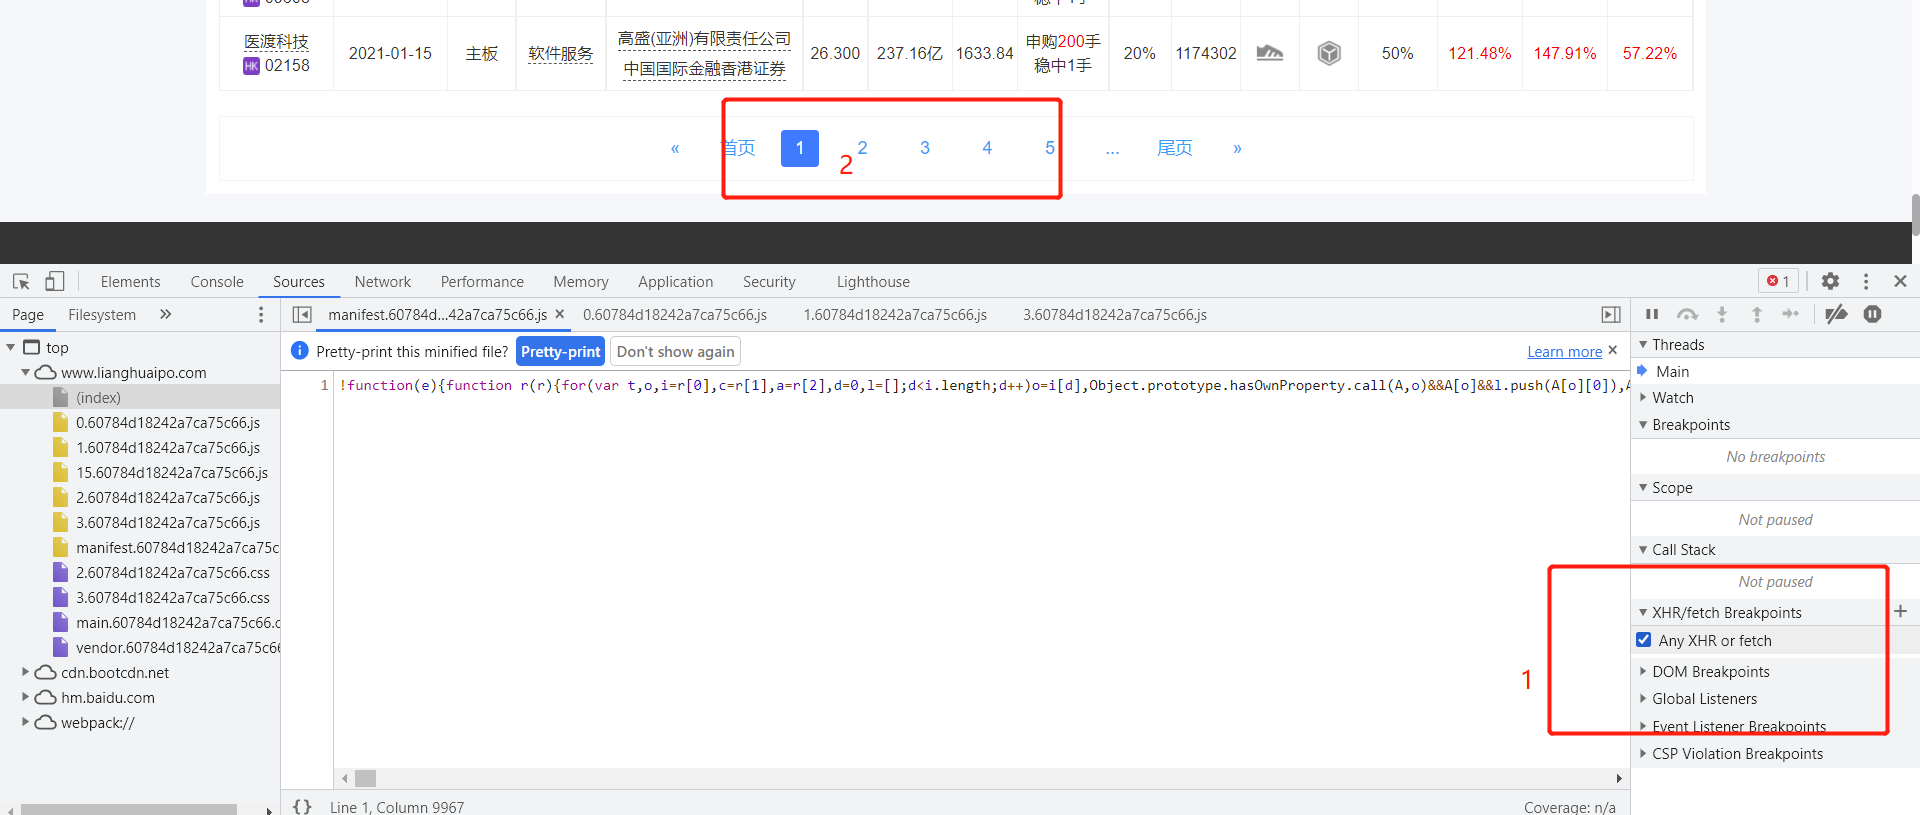 医渡科技
HK 02158
2021-01-15
主板
软件服务
高盛(亚洲)有限责任公司
中国国际金融香港证券
26.300
237.16亿
1633.84
申购200手
稳中1手
20%
1174302
50%
121.48%
147.91%
57.22%
« 首页 1 2 3 4 5 ... 尾页 »
2
Elements Console Sources Network Performance Memory Application Security Lighthouse
1
Page Filesystem »
manifest.60784d...42a7ca75c66.js × 0.60784d18242a7ca75c66.js 1.60784d18242a7ca75c66.js 3.60784d18242a7ca75c66.js
top
www.lianghuaipo.com
(index)
0.60784d18242a7ca75c66.js
1.60784d18242a7ca75c66.js
15.60784d18242a7ca75c66.js
2.60784d18242a7ca75c66.js
3.60784d18242a7ca75c66.js
manifest.60784d18242a7ca75c
2.60784d18242a7ca75c66.css
3.60784d18242a7ca75c66.css
main.60784d18242a7ca75c66.c
vendor.60784d18242a7ca75c66
cdn.bootcdn.net
hm.baidu.com
webpack://
Pretty-print this minified file? Pretty-print Don't show again
Learn more ×
1 !function(e){function r(r){for(var t,o,i=r[0],c=r[1],a=r[2],d=0,l=[];d<i.length;d++)o=i[d],Object.prototype.hasOwnProperty.call(A,o)&&A[o]&&l.push(A[o][0]),A
{} Line 1, Column 9967
Coverage: n/a
Threads
Main
Watch
Breakpoints
No breakpoints
Scope
Not paused
Call Stack
Not paused
XHR/fetch Breakpoints +
Any XHR or fetch
DOM Breakpoints
Global Listeners
Event Listener Breakpoints
CSP Violation Breakpoints
1